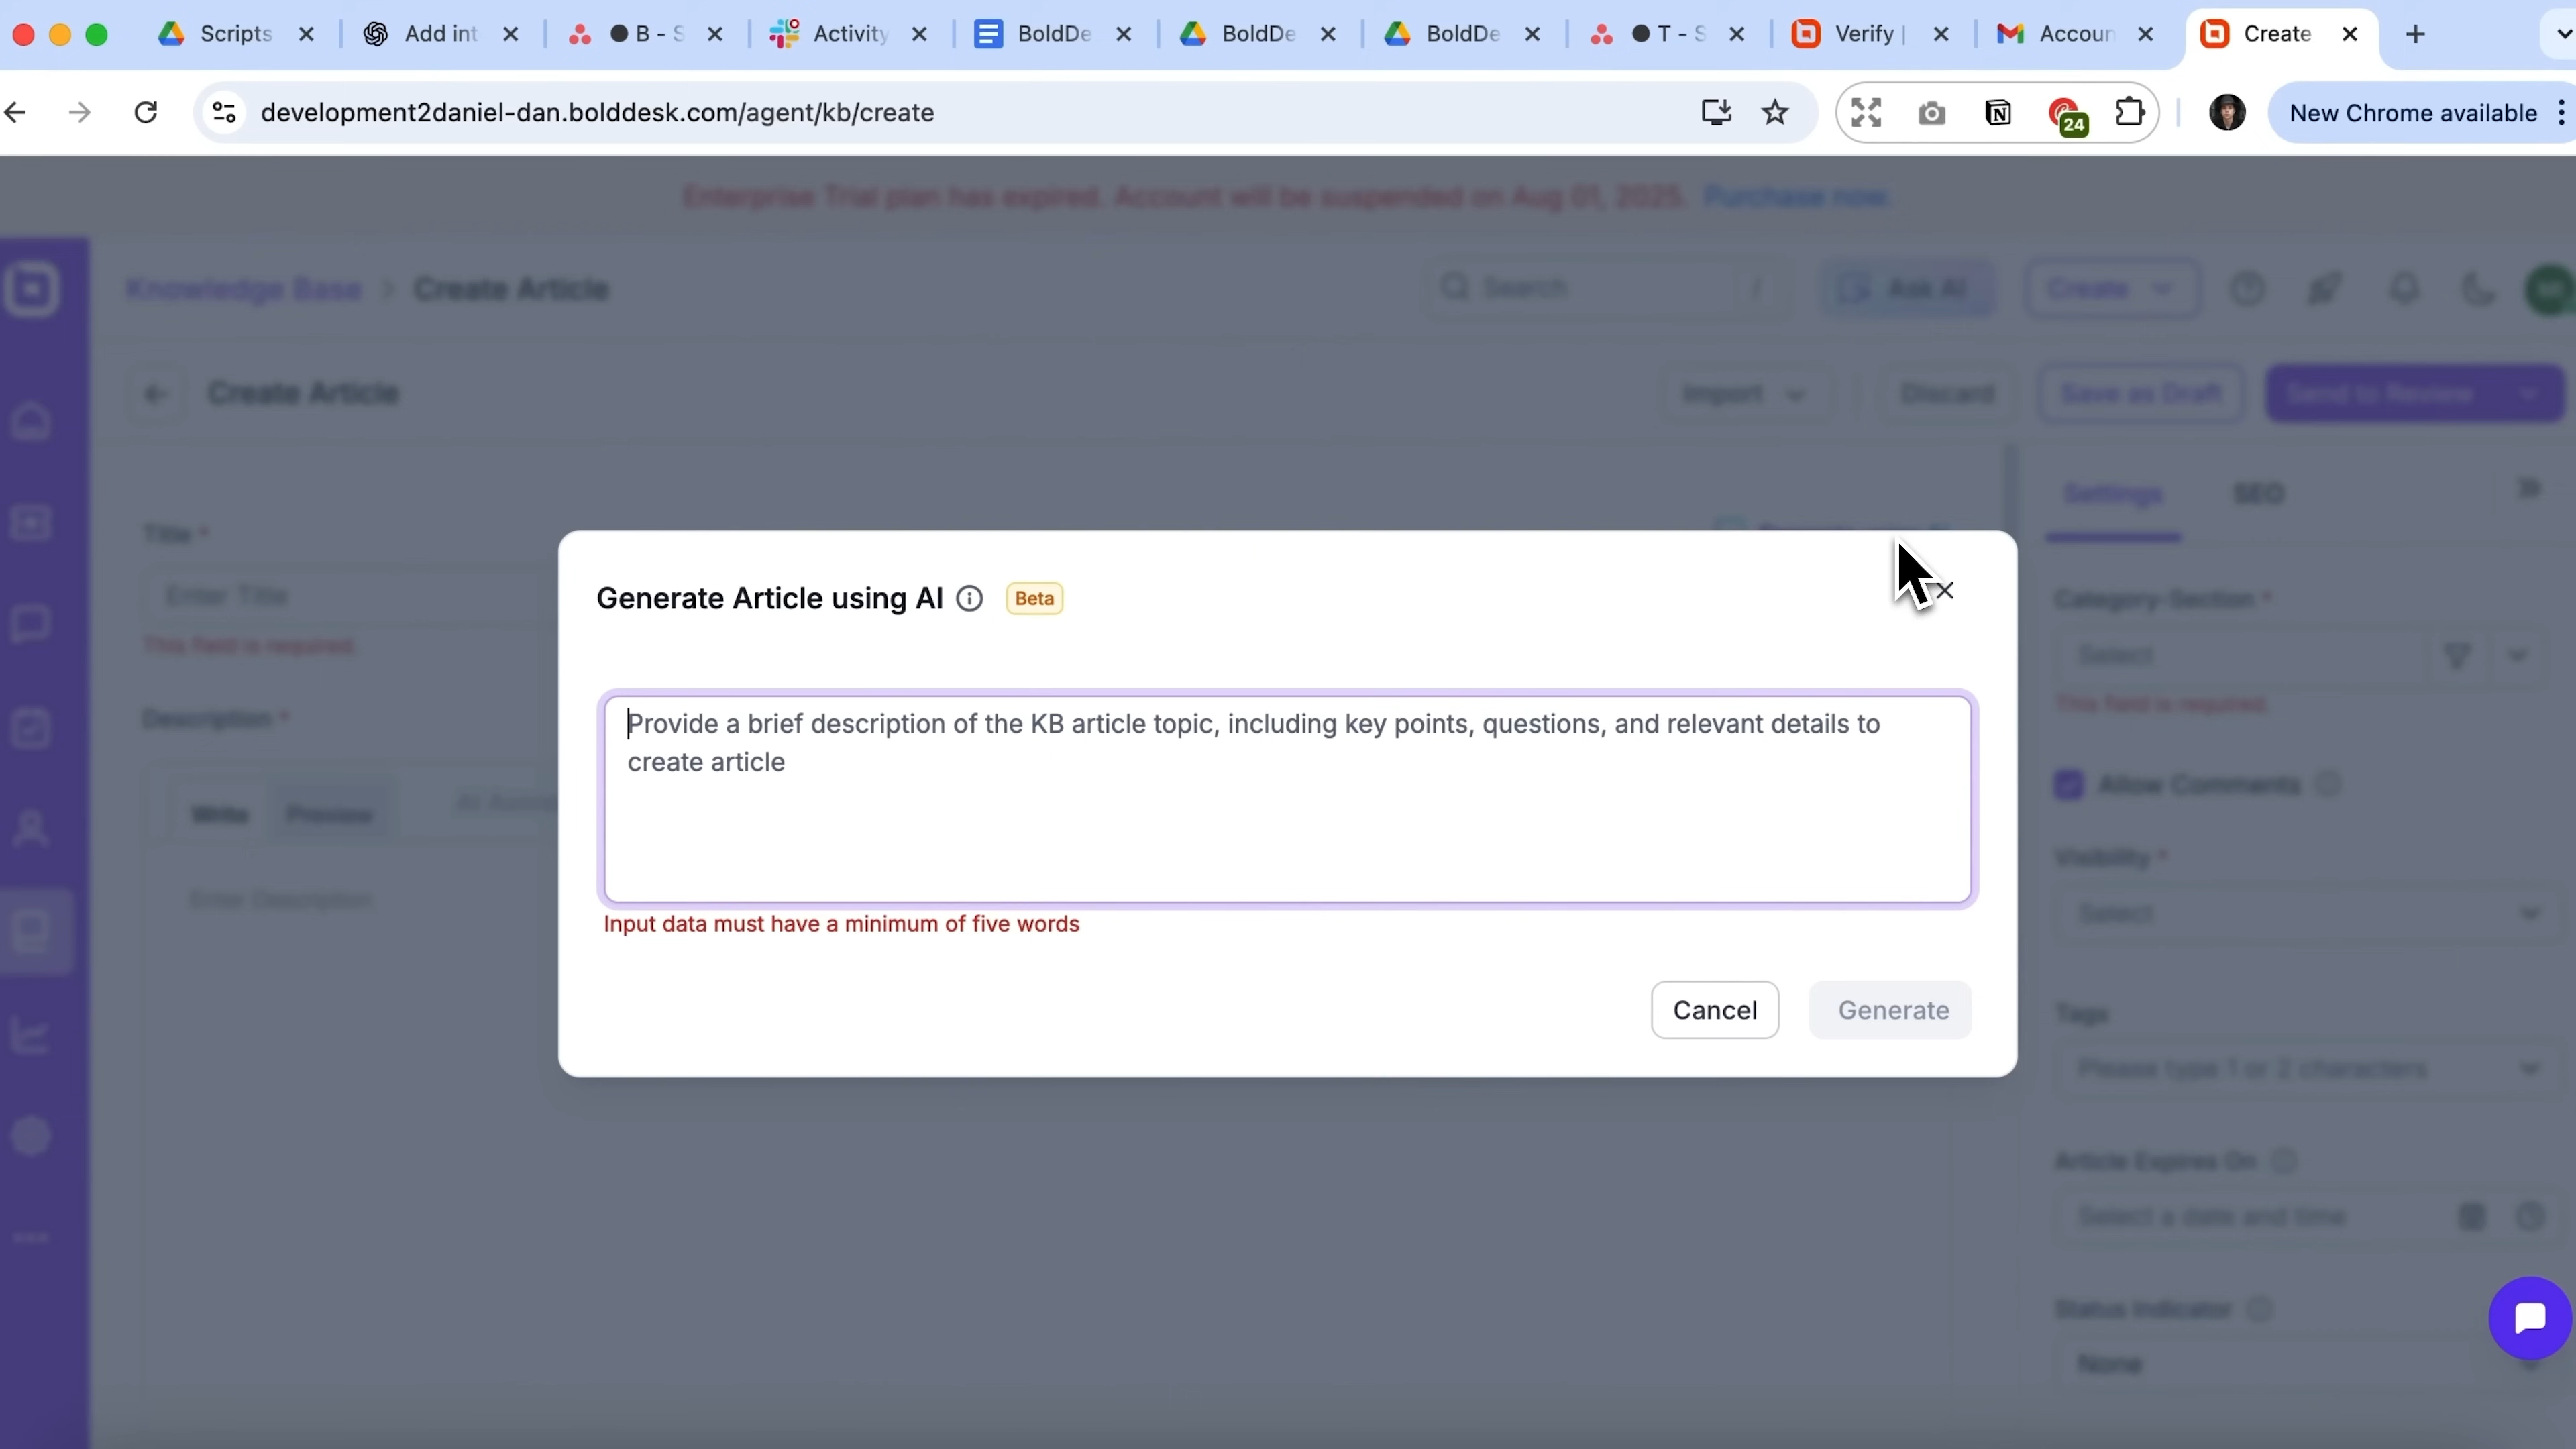 Scripts
Add int
B - S
Activity
BoldDe
BoldDe
BoldDe
T - S
Verify |
Accoun
Create
development2daniel-dan.bolddesk.com/agent/kb/create
24
New Chrome available
Enterprise Trial plan has expired. Account will be suspended on Aug 01, 2025. Purchase now.
Knowledge Base > Create Article
Search /
Ask AI
Create
Create Article
Import
Discard
Save as Draft
Send to Review
Settings
SEO
Title *
Enter Title
This field is required.
Description *
Write
Preview
Enter Description
Generate Article using AI
Beta
Provide a brief description of the KB article topic, including key points, questions, and relevant details to
create article
Input data must have a minimum of five words
Cancel
Generate
Category-Section *
Select
This field is required.
Allow Comments
Visibility *
Select
Tags
Please type 1 or 2 characters
Article Expires On
Select a date and time
Status Indicator
None